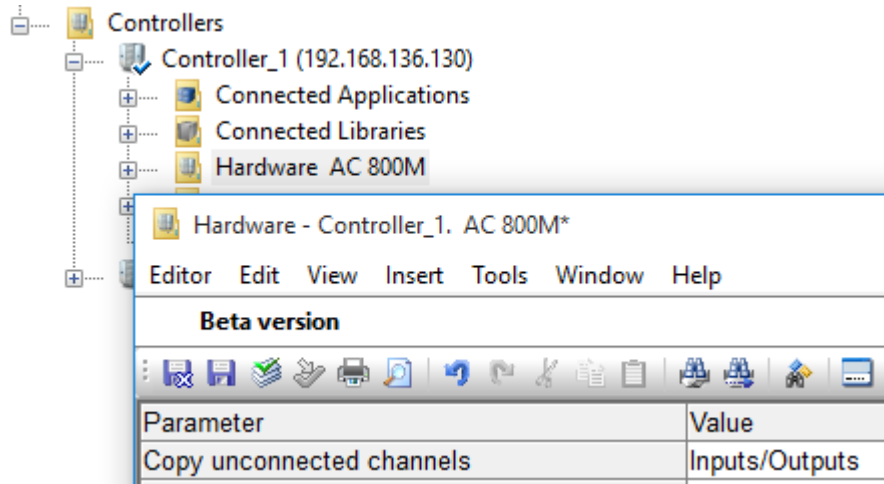 Controllers
Controller_1 (192.168.136.130)
Connected Applications
Connected Libraries
Hardware  AC 800M
Hardware - Controller_1.  AC 800M*
Editor Edit View Insert Tools Window Help
Beta version
Parameter Value
Copy unconnected channels Inputs/Outputs